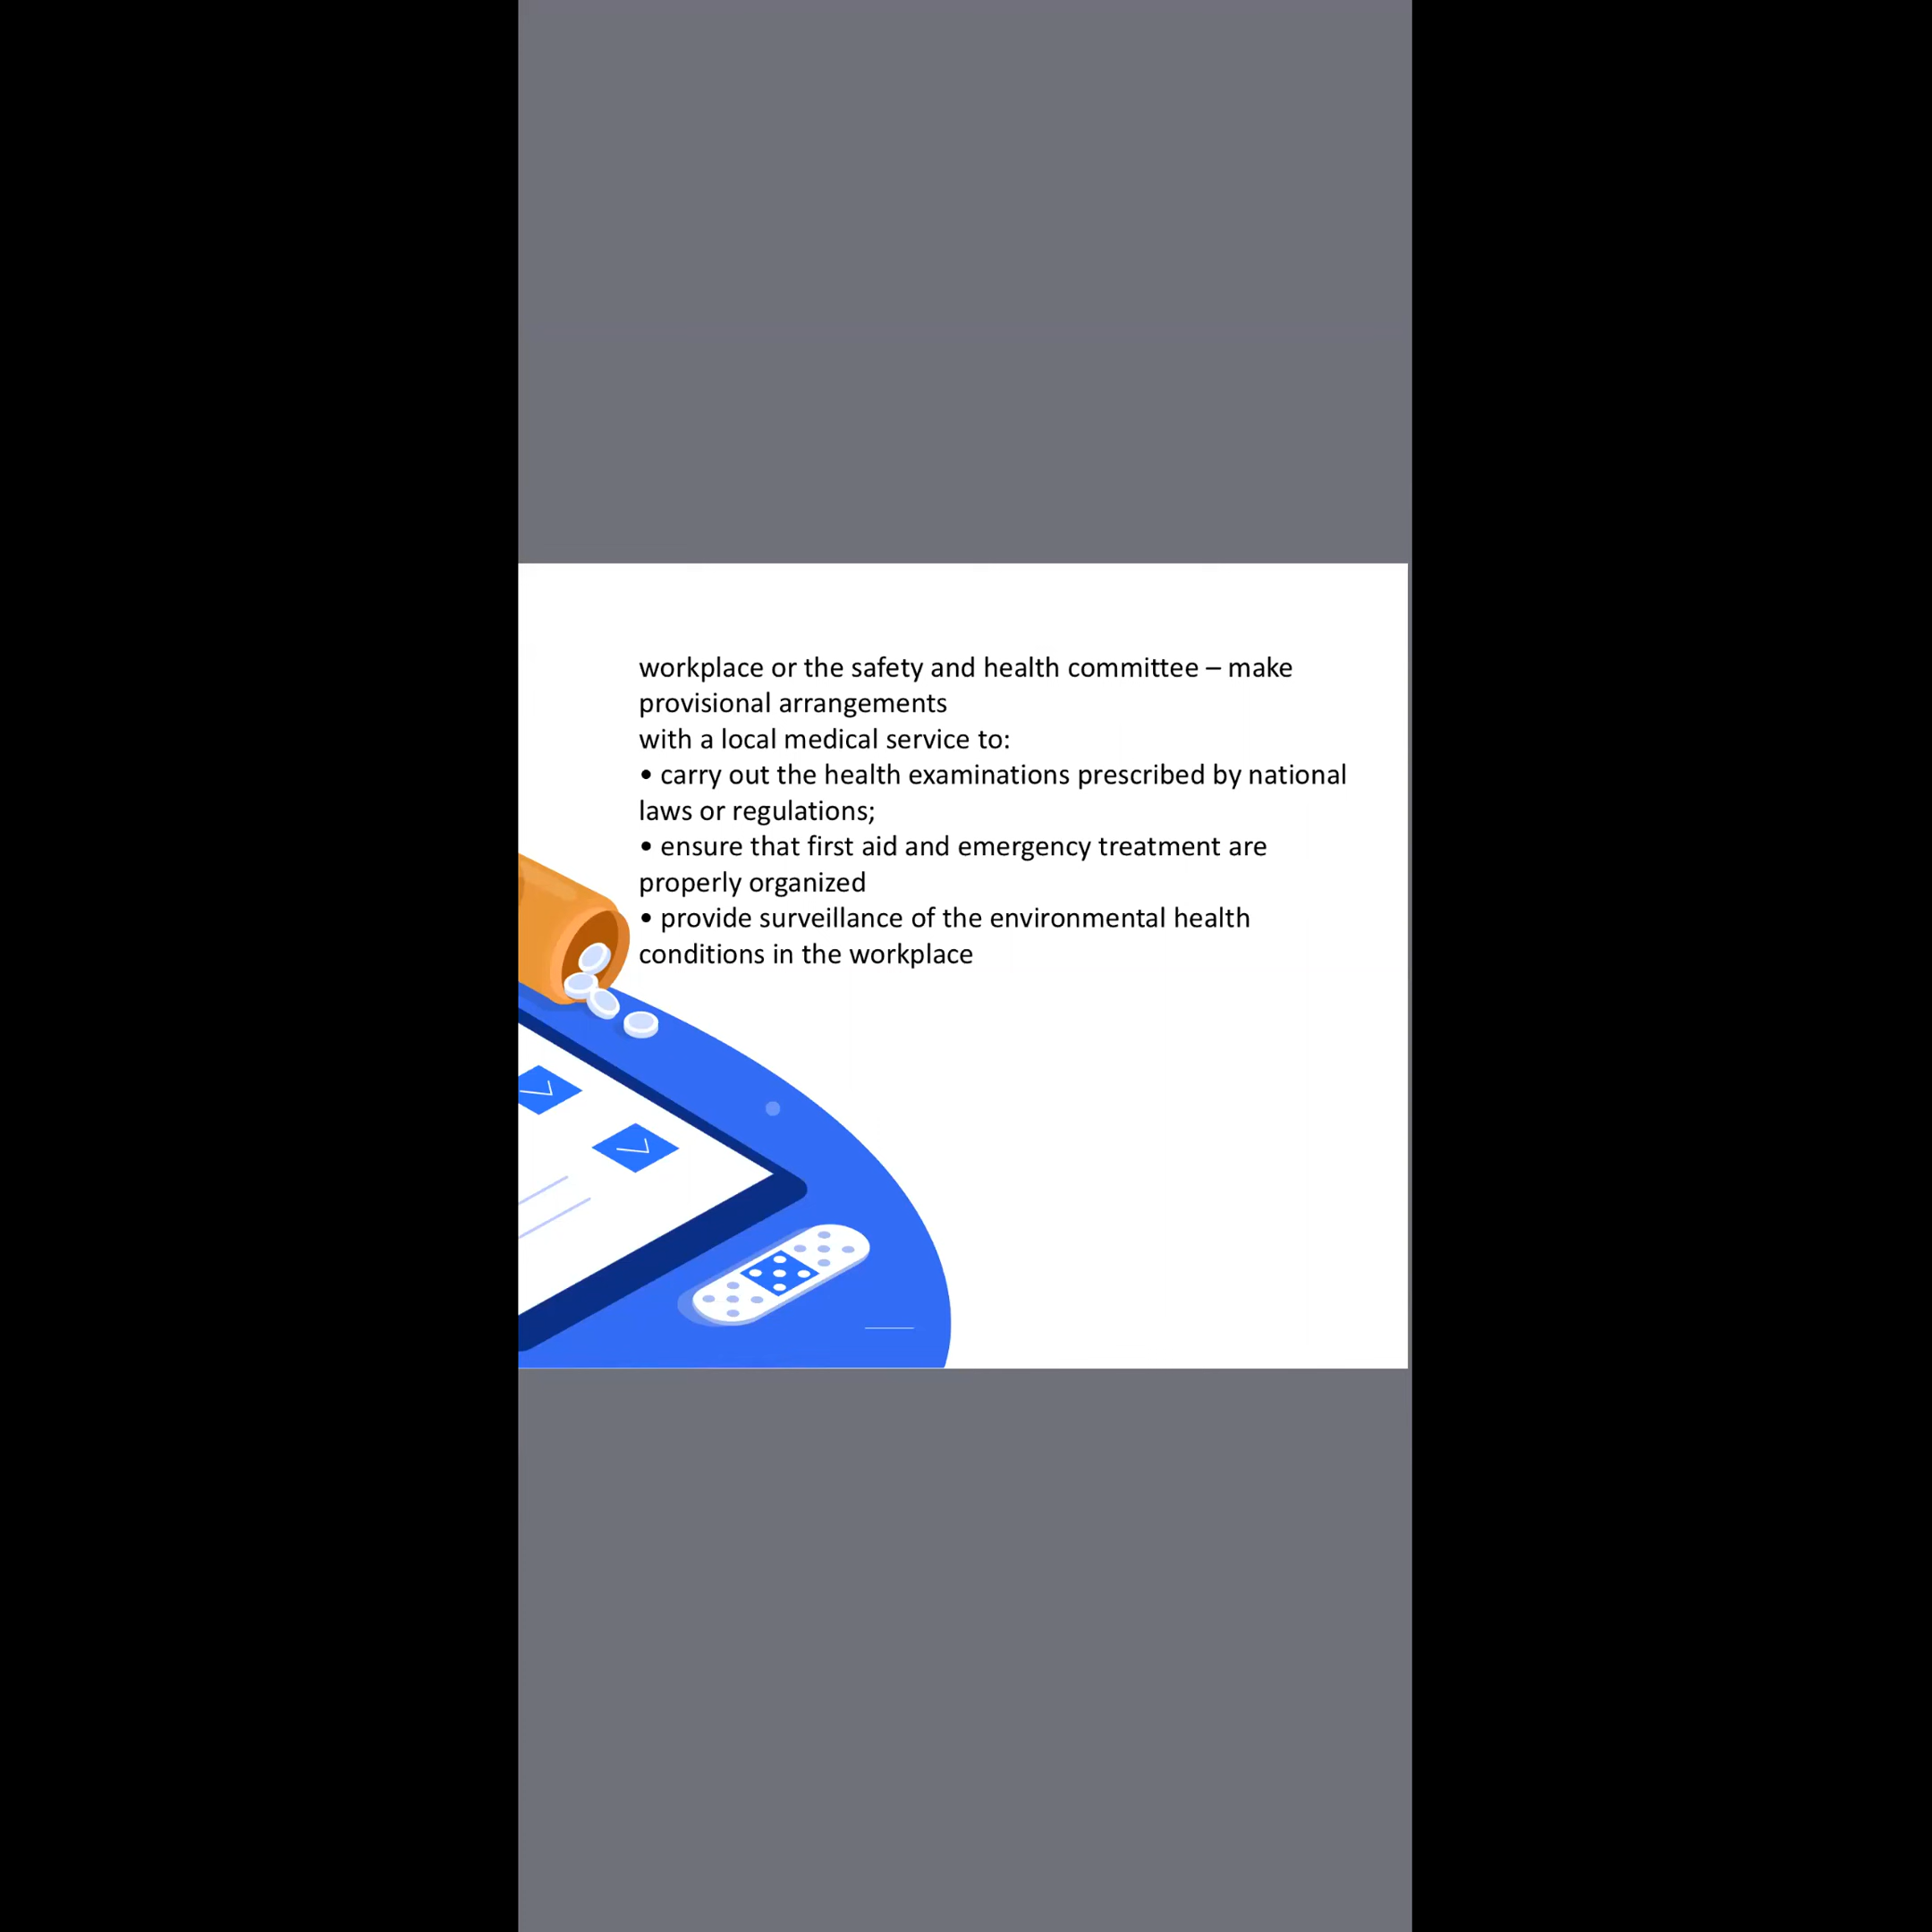 workplace or the safety and health committee – make
provisional arrangements
with a local medical service to:
• carry out the health examinations prescribed by national
laws or regulations;
• ensure that first aid and emergency treatment are
properly organized
• provide surveillance of the environmental health
conditions in the workplace